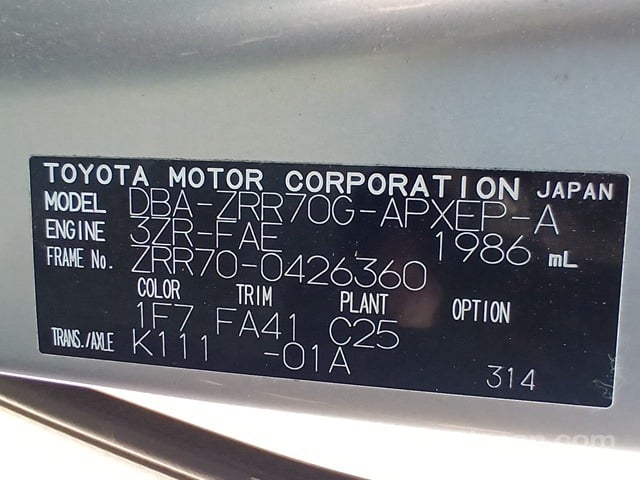 TOYOTA MOTOR CORPORATION JAPAN
MODEL DBA-ZRR70G-APXEP-A
ENGINE 3ZR-FAE 1986 mL
FRAME No. ZRR70-0426360
COLOR TRIM PLANT OPTION
1F7 FA41 C25
TRANS./AXLE K111 -01A
314